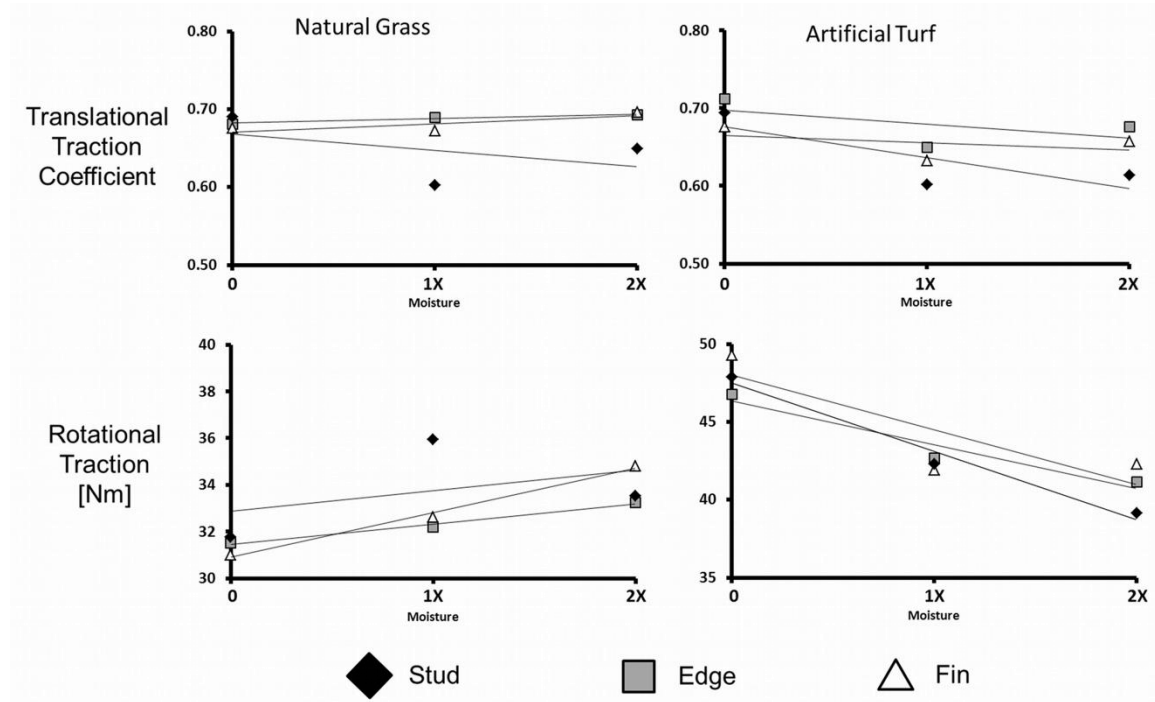 Natural Grass
Artificial Turf
Translational
Traction
Coefficient
0.80
0.70
0.60
0.50
0
1X
2X
Moisture
0.80
0.70
0.60
0.50
0
1X
2X
Moisture
Rotational
Traction
[Nm]
40
38
36
34
32
30
0
1X
2X
Moisture
50
45
40
35
0
1X
2X
Moisture
Stud
Edge
Fin